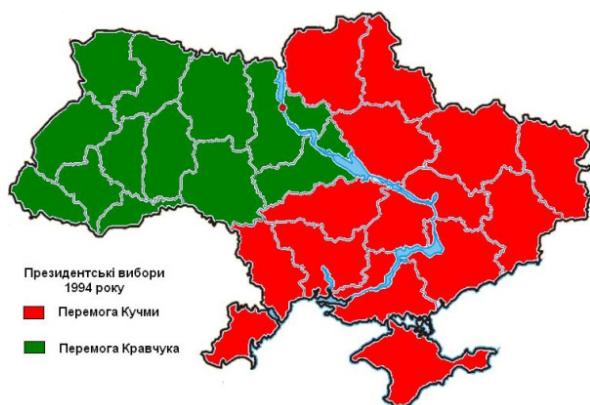 Президентські вибори
1994 року
Перемога Кучми
Перемога Кравчука